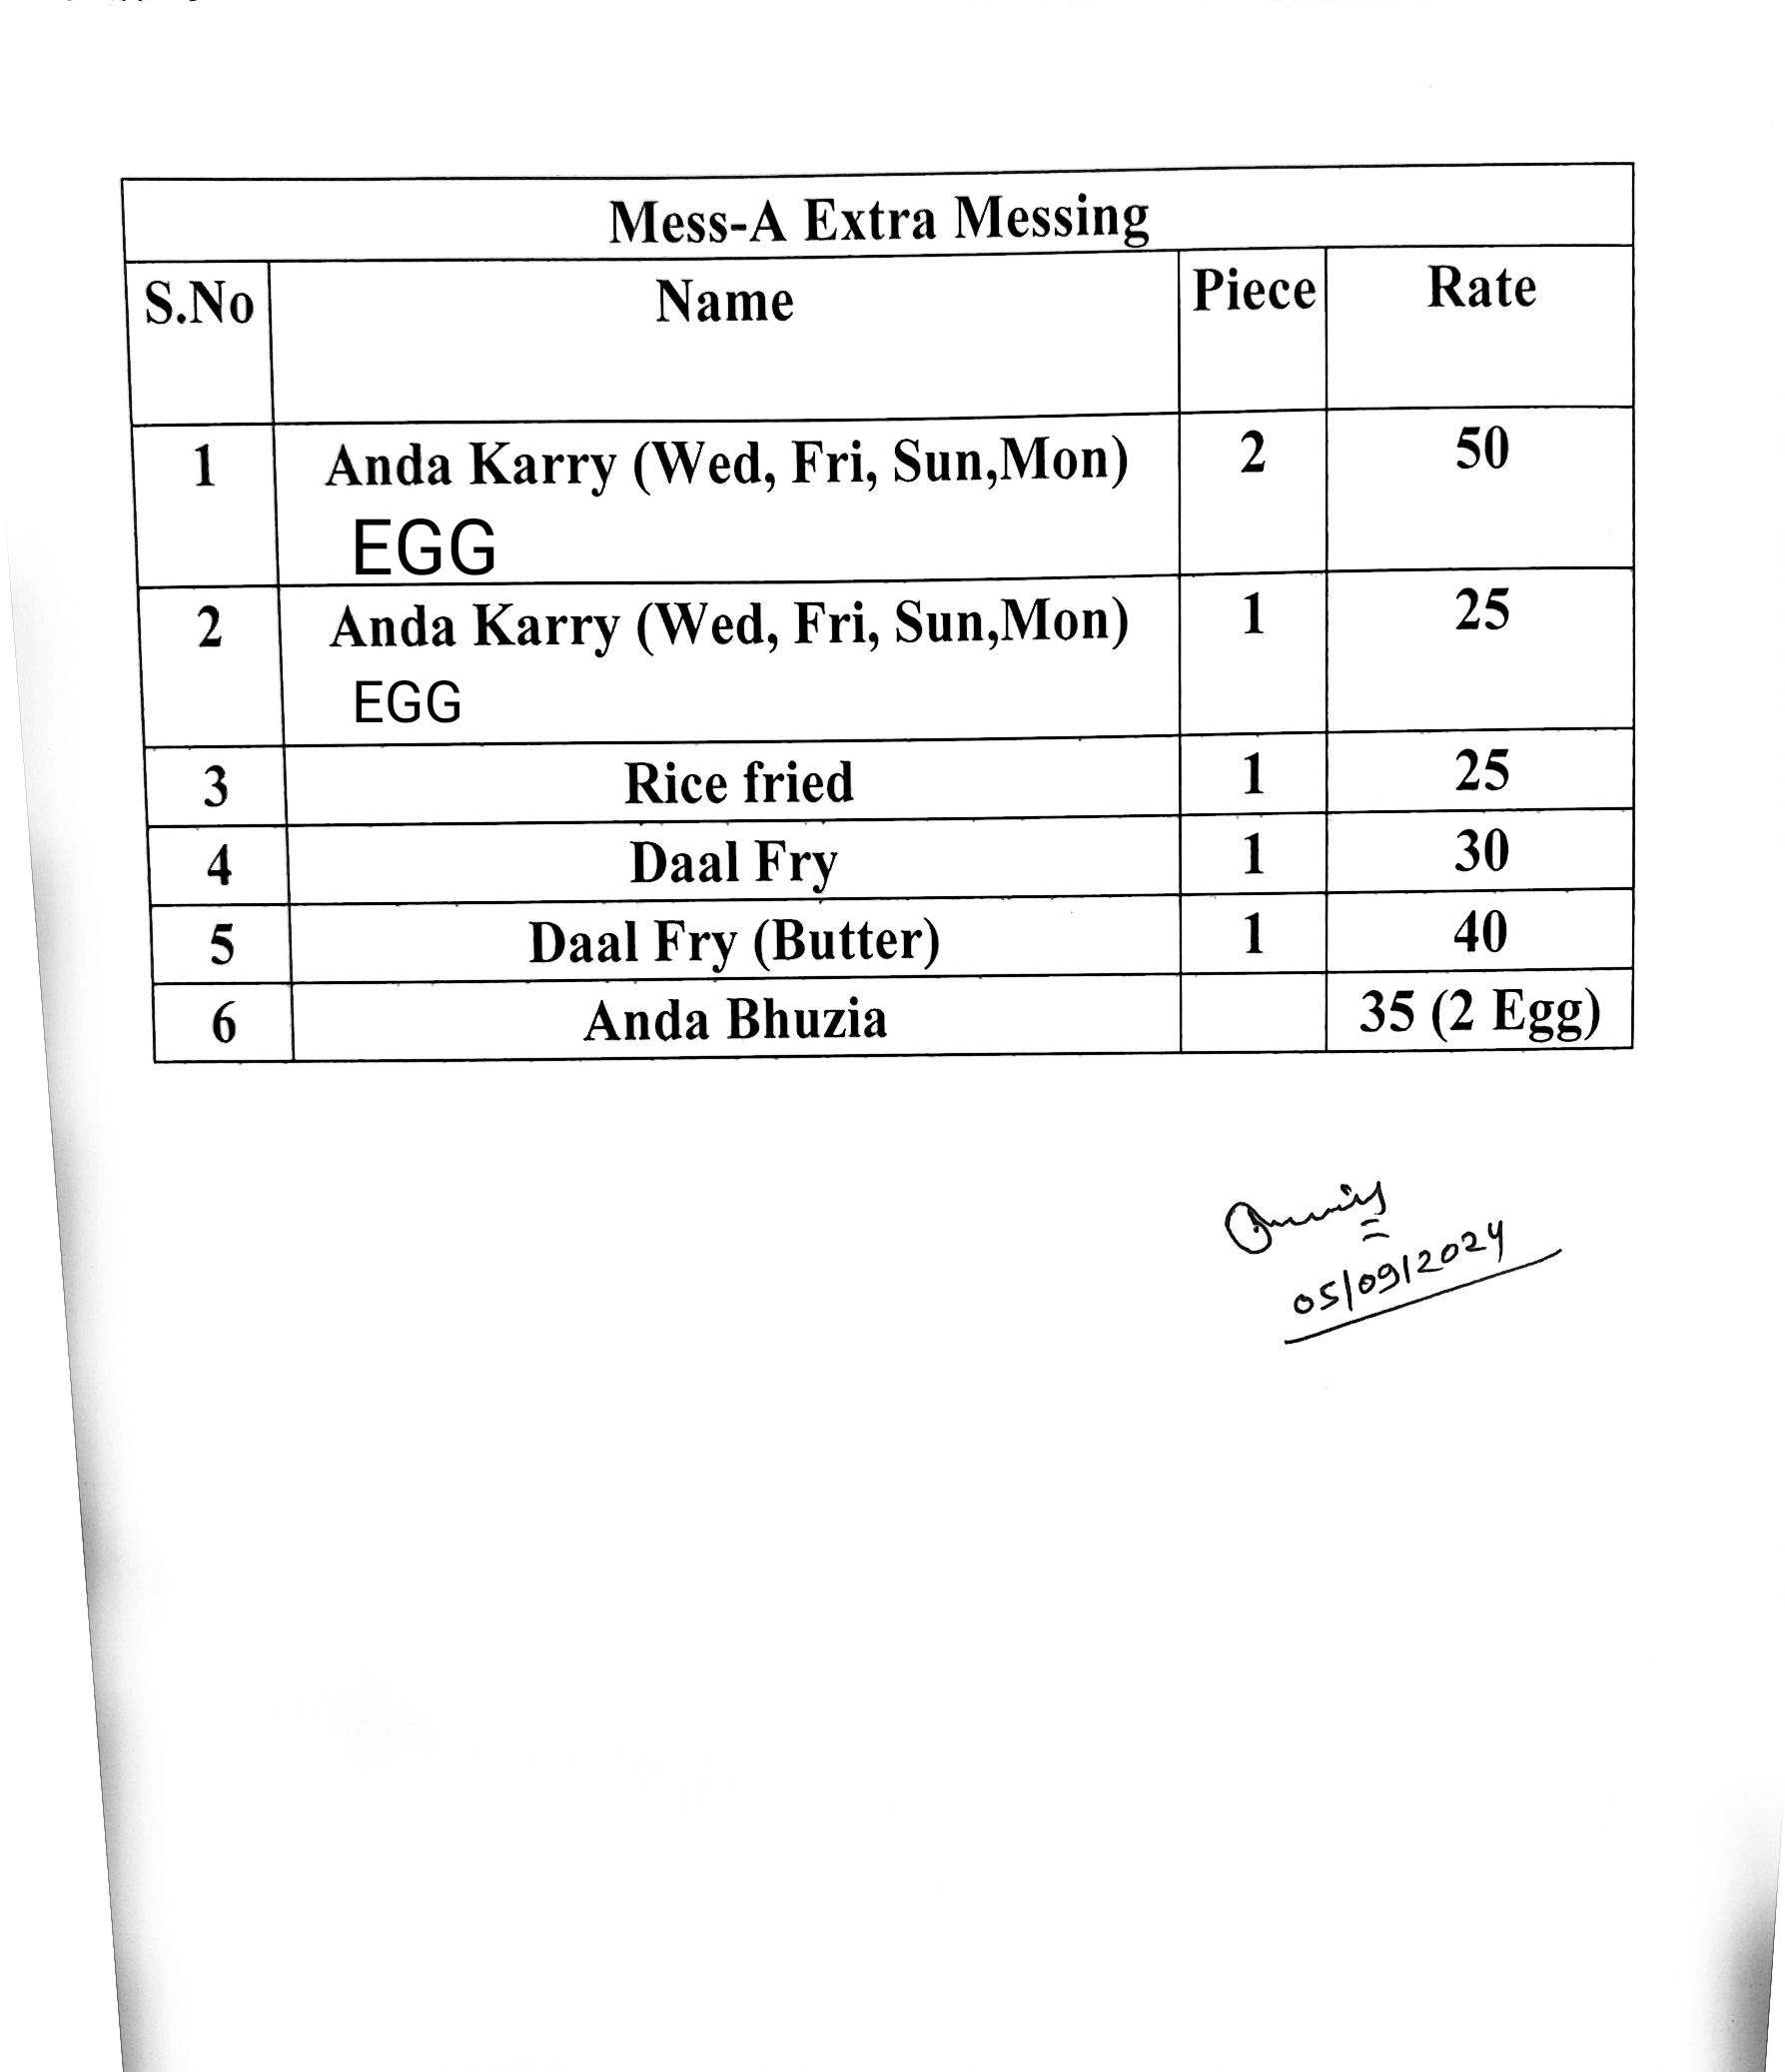 Mess-A Extra Messing
S.No Name Piece Rate
1 Anda Karry (Wed, Fri, Sun,Mon) 2 50
EGG
2 Anda Karry (Wed, Fri, Sun,Mon) 1 25
EGG
3 Rice fried 1 25
4 Daal Fry 1 30
5 Daal Fry (Butter) 1 40
6 Anda Bhuzia 35 (2 Egg)
05/09/2024